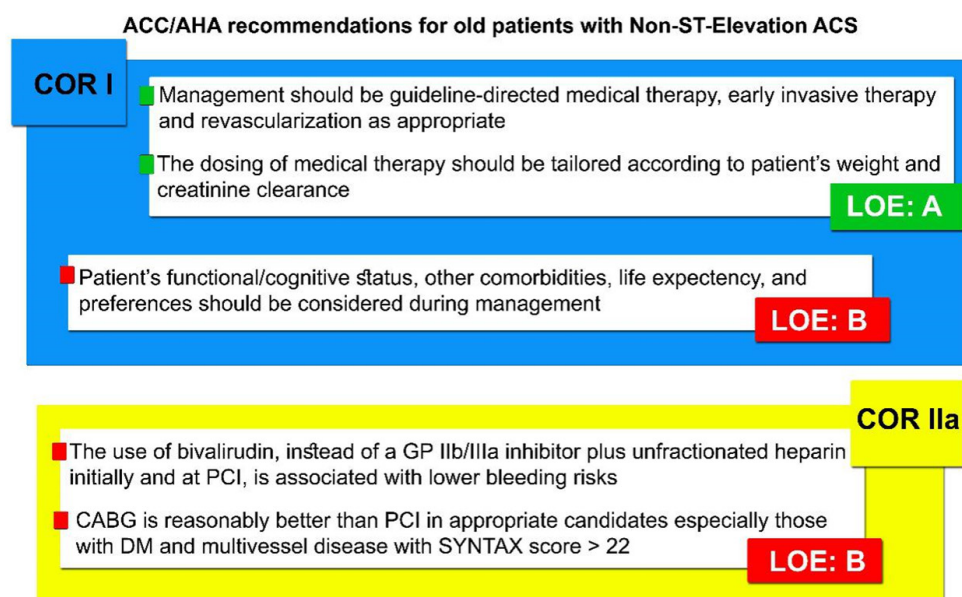 ACC/AHA recommendations for old patients with Non-ST-Elevation ACS
COR I
Management should be guideline-directed medical therapy, early invasive therapy
and revascularization as appropriate
The dosing of medical therapy should be tailored according to patient's weight and
creatinine clearance
LOE: A
Patient's functional/cognitive status, other comorbidities, life expectency, and
preferences should be considered during management
LOE: B
COR IIa
The use of bivalirudin, instead of a GP IIb/IIIa inhibitor plus unfractionated heparin
initially and at PCI, is associated with lower bleeding risks
CABG is reasonably better than PCI in appropriate candidates especially those
with DM and multivessel disease with SYNTAX score > 22
LOE: B